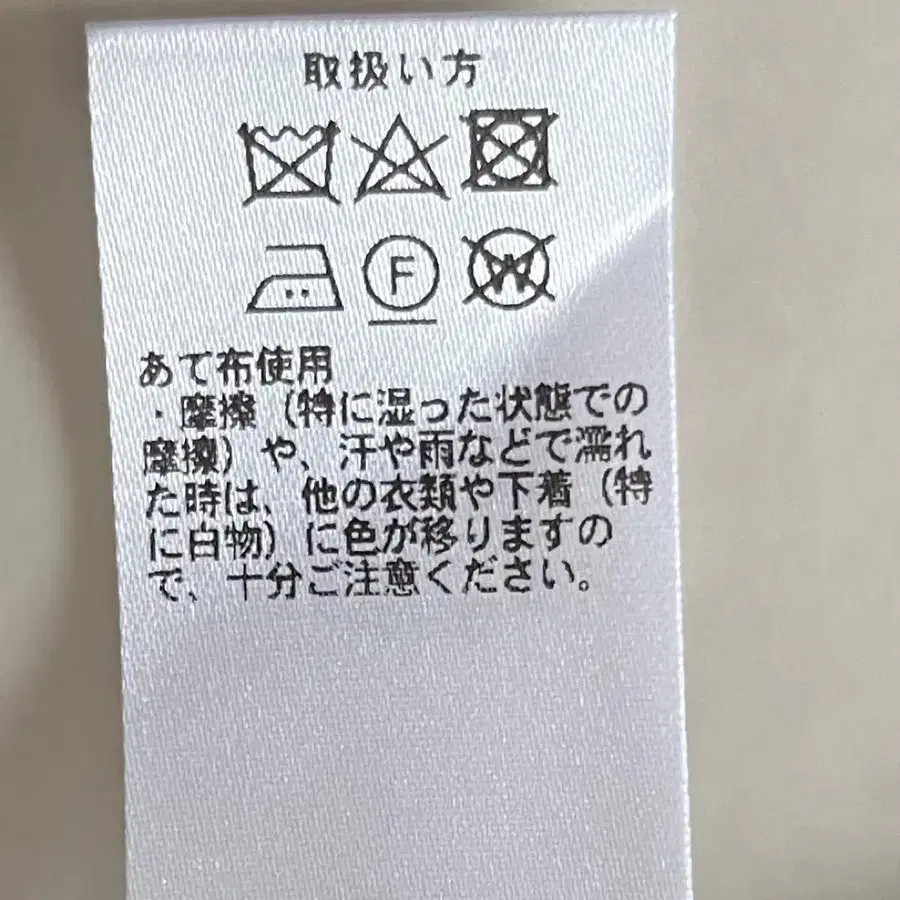 取扱い方
F
W
あて布使用
・摩擦（特に湿った状態での
摩擦）や、汗や雨などで濡れ
た時は、他の衣類や下着（特
に白物）に色が移りますの
で、十分ご注意ください。